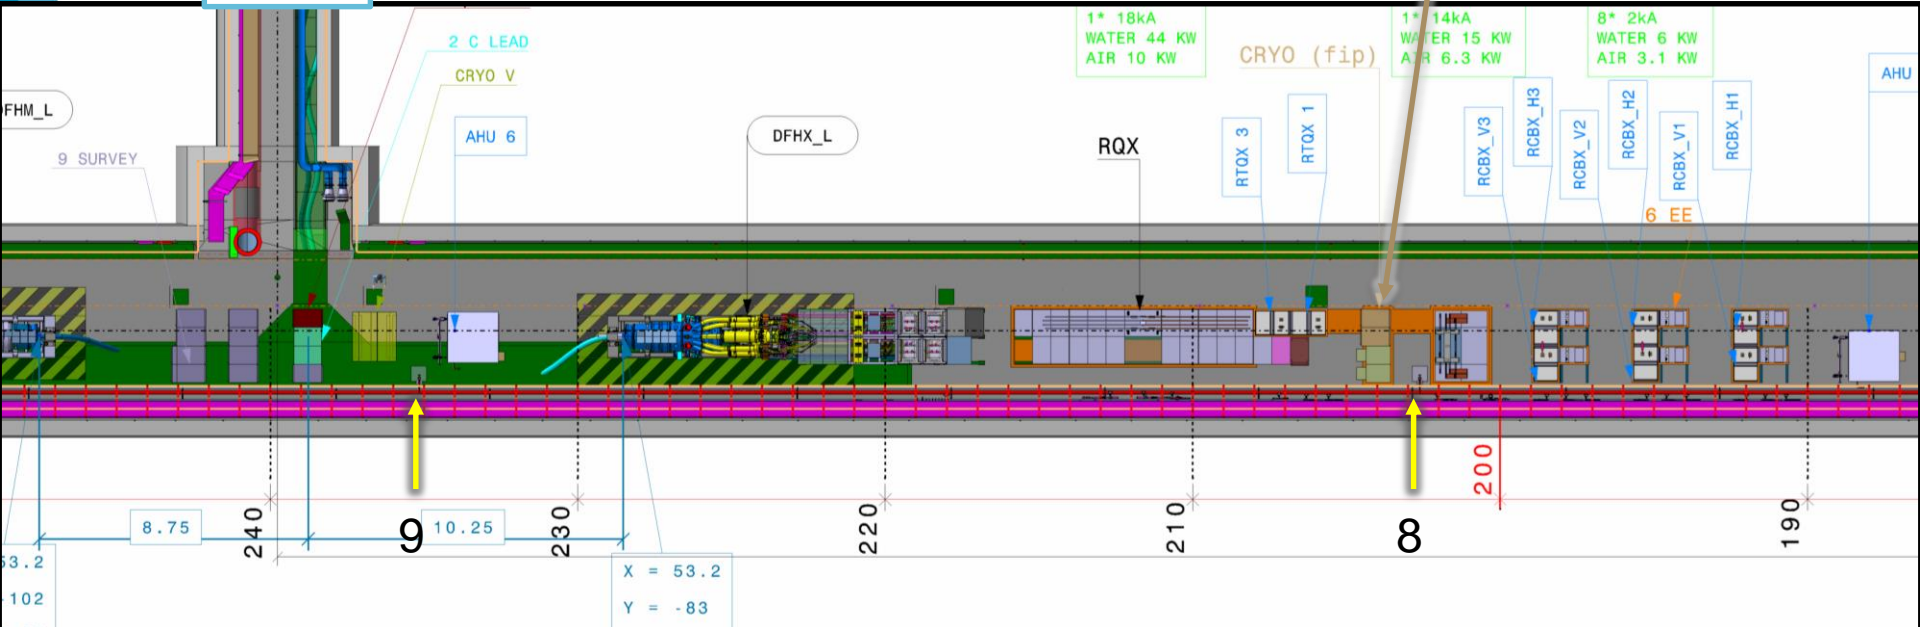 1* 18kA
WATER 44 KW
AIR 10 KW
1* 14kA
WATER 15 KW
AIR 6.3 KW
8* 2kA
WATER 6 KW
AIR 3.1 KW
2 C LEAD
CRYO V
CRYO (fip)
AHU
DFHM_L
9 SURVEY
AHU 6
DFHX_L
RQX
RTQX 3
RTQX 1
RCBX_V3
RCBX_H3
RCBX_V2
RCBX_H2
RCBX_V1
RCBX_H1
6 EE
200
240
230
220
210
190
8.75
9
10.25
8
53.2
-102
X = 53.2
Y = -83